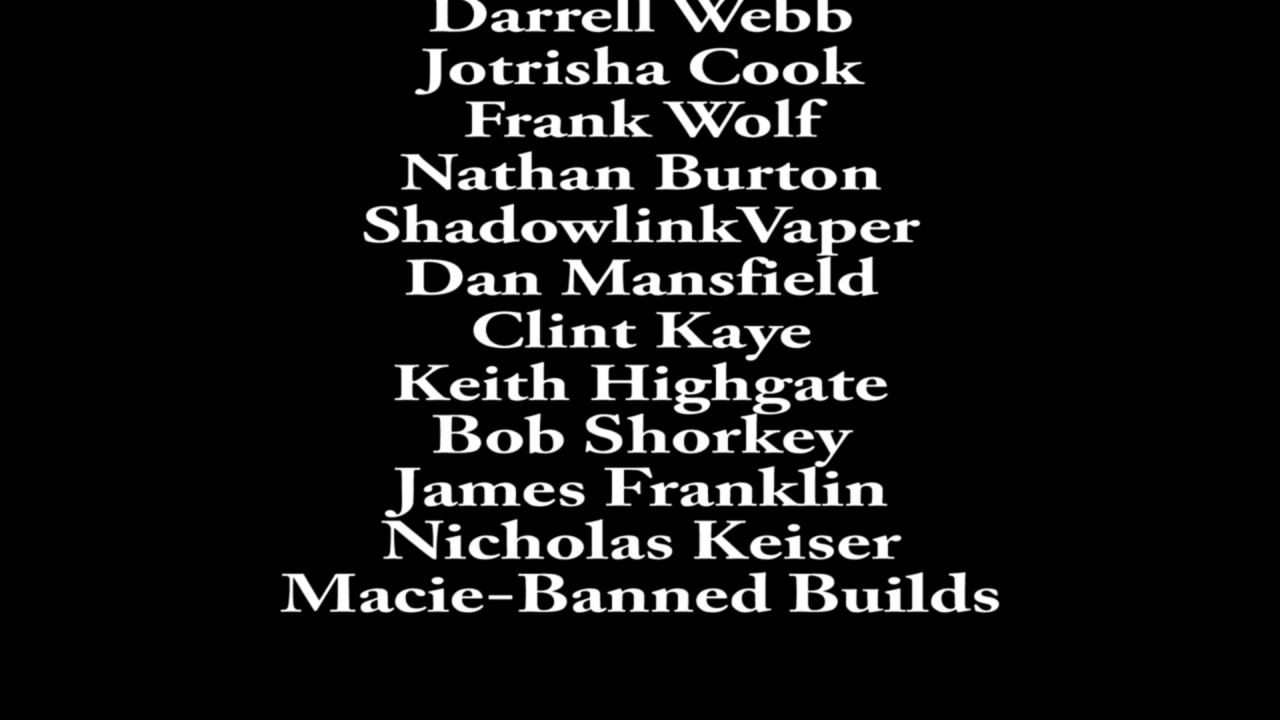 Darrell Webb
Jotrisha Cook
Frank Wolf
Nathan Burton
ShadowlinkVaper
Dan Mansfield
Clint Kaye
Keith Highgate
Bob Shorkey
James Franklin
Nicholas Keiser
Macie-Banned Builds